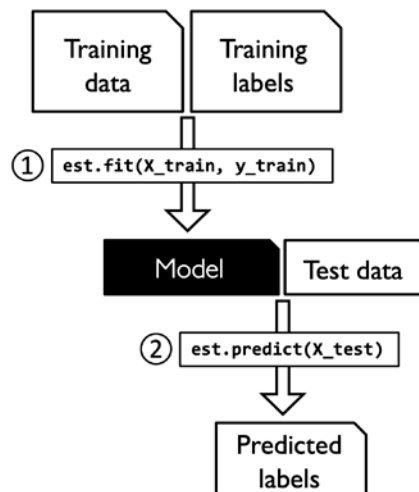 Training
data
Training
labels
① est.fit(X_train, y_train)
Model
Test data
② est.predict(X_test)
Predicted
labels